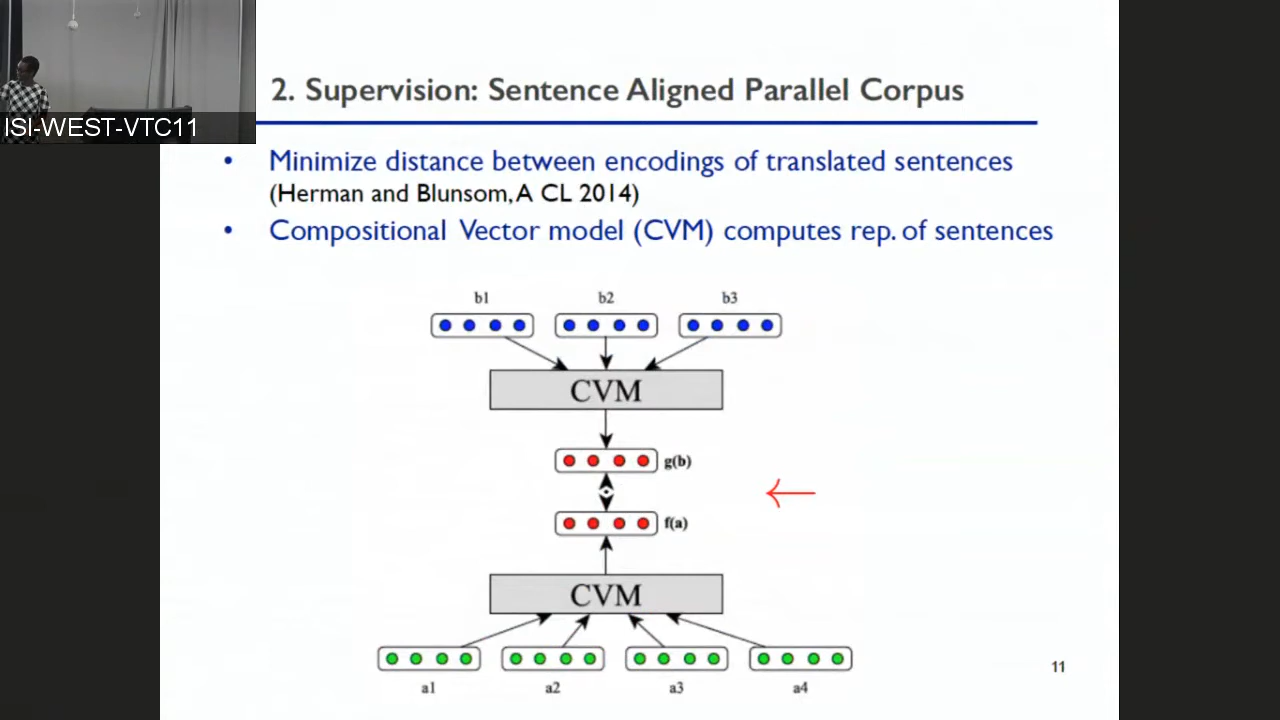 ISI-WEST-VTC11
2. Supervision: Sentence Aligned Parallel Corpus
• Minimize distance between encodings of translated sentences
(Herman and Blunsom, A CL 2014)
• Compositional Vector model (CVM) computes rep. of sentences
b1 b2 b3
CVM
g(b)
f(a)
CVM
a1 a2 a3 a4
11